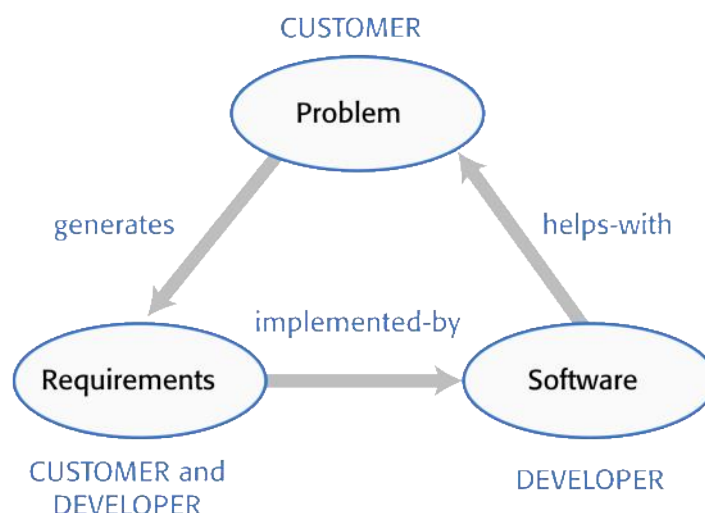 CUSTOMER
Problem
generates
helps-with
implemented-by
Requirements
Software
CUSTOMER and
DEVELOPER
DEVELOPER